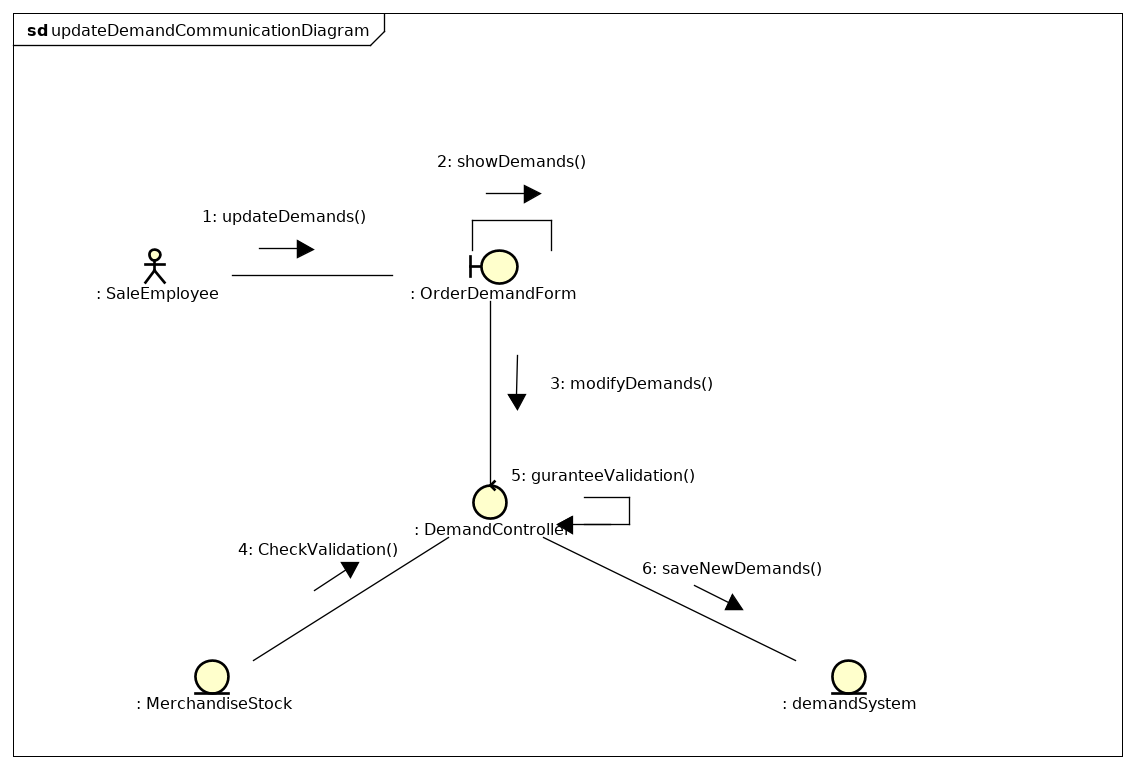 sd updateDemandCommunicationDiagram
2: showDemands()
1: updateDemands()
: SaleEmployee
: OrderDemandForm
3: modifyDemands()
5: guranteeValidation()
: DemandController
4: CheckValidation()
6: saveNewDemands()
: MerchandiseStock
: demandSystem